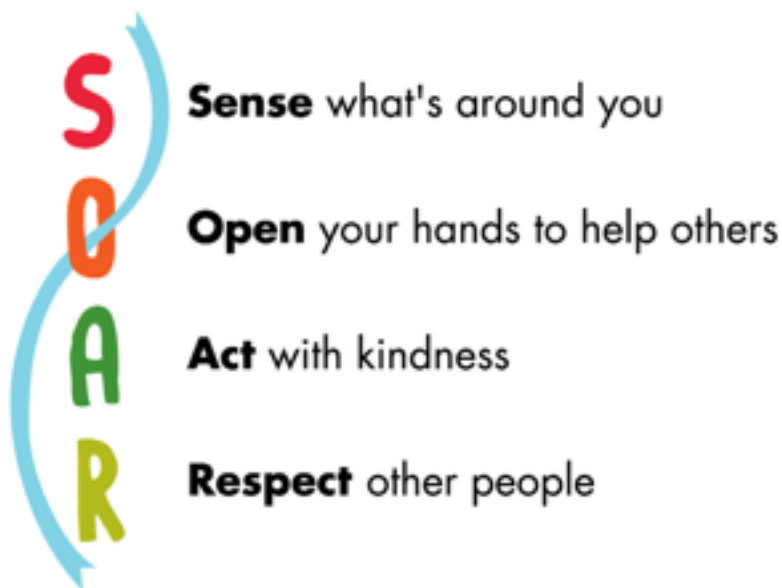 S Sense what's around you
O Open your hands to help others
A Act with kindness
R Respect other people